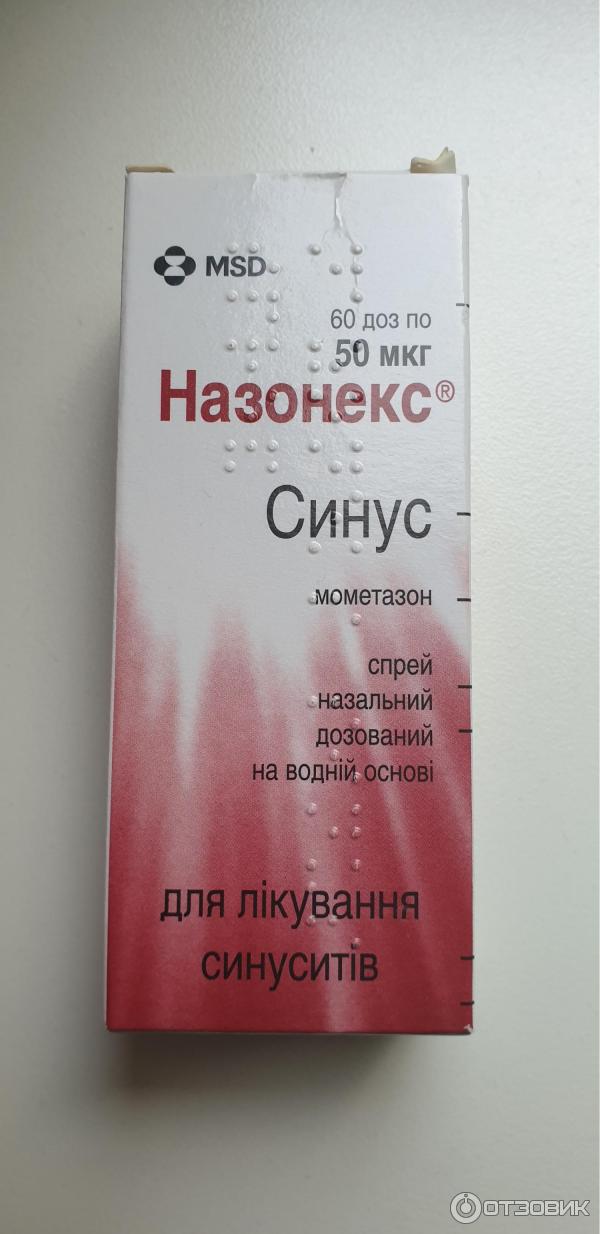 MSD
60 доз по
50 мкг
Назонекс®
Синус
мометазон
спрей
назальний
дозований
на водній основі
для лікування
синуситів
ОТЗОВИК